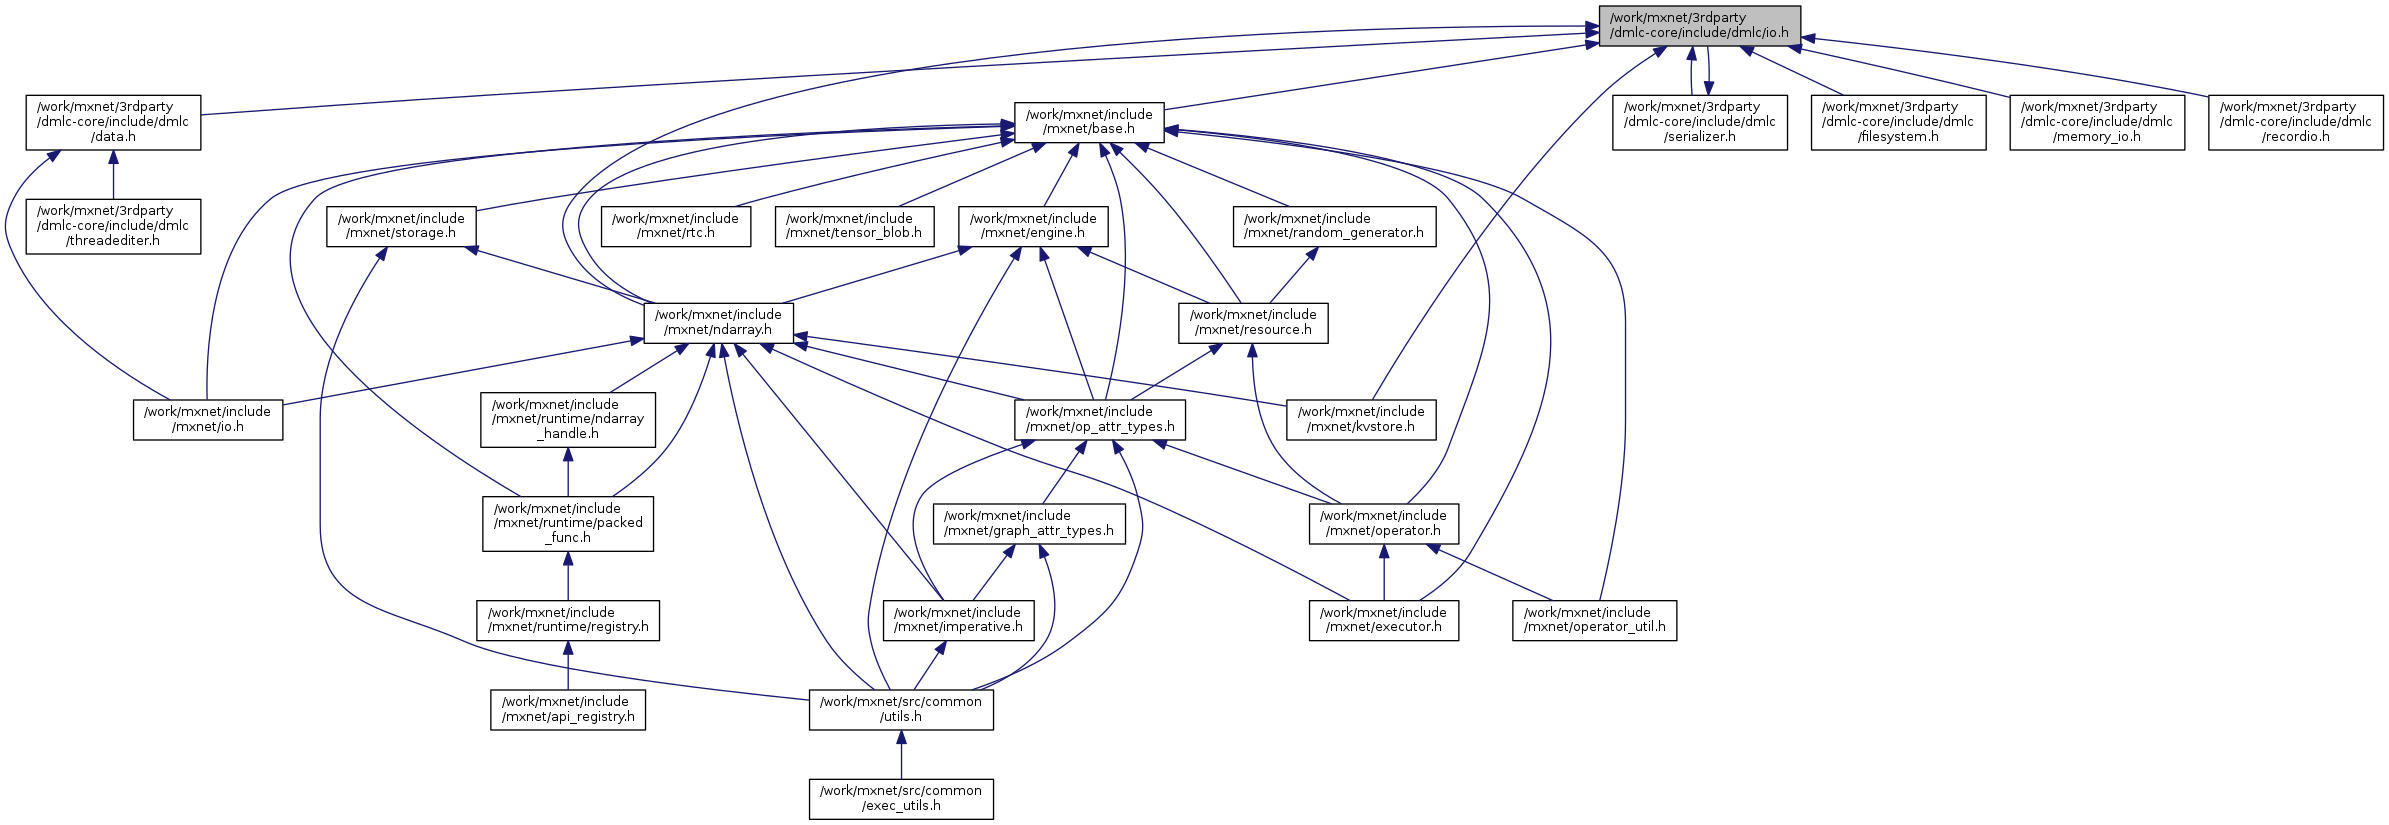 /work/mxnet/3rdparty
/dmlc-core/include/dmlc/io.h
/work/mxnet/3rdparty
/dmlc-core/include/dmlc
/data.h
/work/mxnet/include
/mxnet/base.h
/work/mxnet/3rdparty
/dmlc-core/include/dmlc
/serializer.h
/work/mxnet/3rdparty
/dmlc-core/include/dmlc
/filesystem.h
/work/mxnet/3rdparty
/dmlc-core/include/dmlc
/memory_io.h
/work/mxnet/3rdparty
/dmlc-core/include/dmlc
/recordio.h
/work/mxnet/3rdparty
/dmlc-core/include/dmlc
/threadediter.h
/work/mxnet/include
/mxnet/storage.h
/work/mxnet/include
/mxnet/rtc.h
/work/mxnet/include
/mxnet/tensor_blob.h
/work/mxnet/include
/mxnet/engine.h
/work/mxnet/include
/mxnet/random_generator.h
/work/mxnet/include
/mxnet/ndarray.h
/work/mxnet/include
/mxnet/resource.h
/work/mxnet/include
/mxnet/io.h
/work/mxnet/include
/mxnet/runtime/ndarray
_handle.h
/work/mxnet/include
/mxnet/op_attr_types.h
/work/mxnet/include
/mxnet/kvstore.h
/work/mxnet/include
/mxnet/runtime/packed
_func.h
/work/mxnet/include
/mxnet/graph_attr_types.h
/work/mxnet/include
/mxnet/operator.h
/work/mxnet/include
/mxnet/runtime/registry.h
/work/mxnet/include
/mxnet/imperative.h
/work/mxnet/include
/mxnet/executor.h
/work/mxnet/include
/mxnet/operator_util.h
/work/mxnet/include
/mxnet/api_registry.h
/work/mxnet/src/common
/utils.h
/work/mxnet/src/common
/exec_utils.h